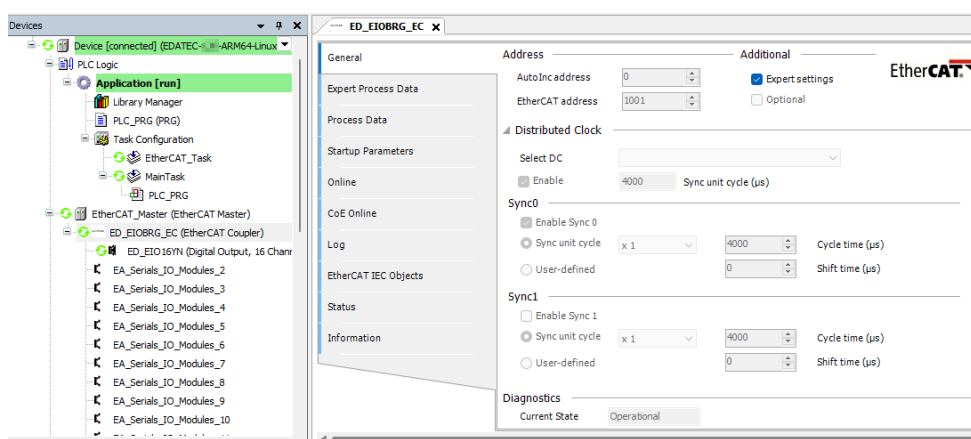 Devices
Device [connected] (EDATEC- -ARM64-Linux
PLC Logic
Application [run]
Library Manager
PLC_PRG (PRG)
Task Configuration
EtherCAT_Task
MainTask
PLC_PRG
EtherCAT_Master (EtherCAT Master)
ED_EIOBRG_EC (EtherCAT Coupler)
ED_EIO16YN (Digital Output, 16 Chann
EA_Serials_IO_Modules_2
EA_Serials_IO_Modules_3
EA_Serials_IO_Modules_4
EA_Serials_IO_Modules_5
EA_Serials_IO_Modules_6
EA_Serials_IO_Modules_7
EA_Serials_IO_Modules_8
EA_Serials_IO_Modules_9
EA_Serials_IO_Modules_10
ED_EIOBRG_EC
General
Expert Process Data
Process Data
Startup Parameters
Online
CoE Online
Log
EtherCAT IEC Objects
Status
Information
Address
AutoInc address 0
EtherCAT address 1001
Additional
Expert settings
Optional
EtherCAT
Distributed Clock
Select DC
Enable 4000 Sync unit cycle (µs)
Sync0
Enable Sync 0
Sync unit cycle x 1 4000 Cycle time (µs)
User-defined 0 Shift time (µs)
Sync1
Enable Sync 1
Sync unit cycle x 1 4000 Cycle time (µs)
User-defined 0 Shift time (µs)
Diagnostics
Current State Operational